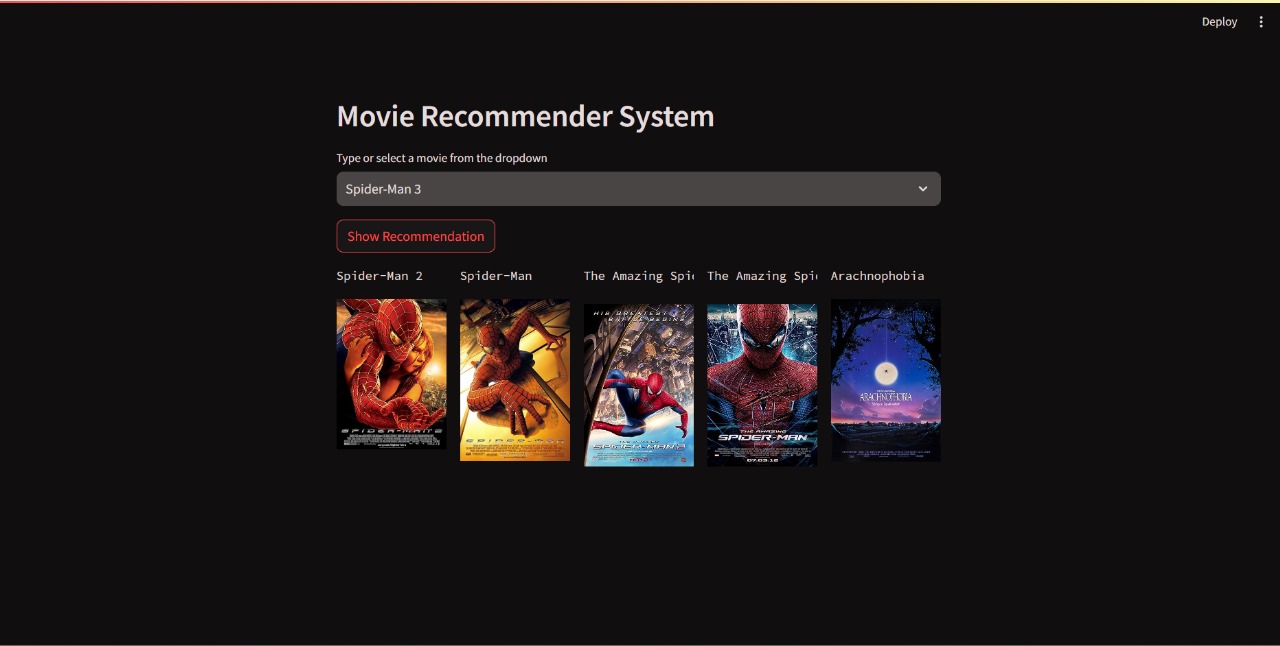 Deploy
Movie Recommender System
Type or select a movie from the dropdown
Spider-Man 3
Show Recommendation
Spider-Man 2
Spider-Man
The Amazing Spi
The Amazing Spi
Arachnophobia
SPIDER-MAN 2
SPIDER-MAN
HIS GREATEST
BATTLE BEGINS
THE AMAZING
SPIDER-MAN 2
THE AMAZING
SPIDER-MAN
07.03.12
ARACHNOPHOBIA